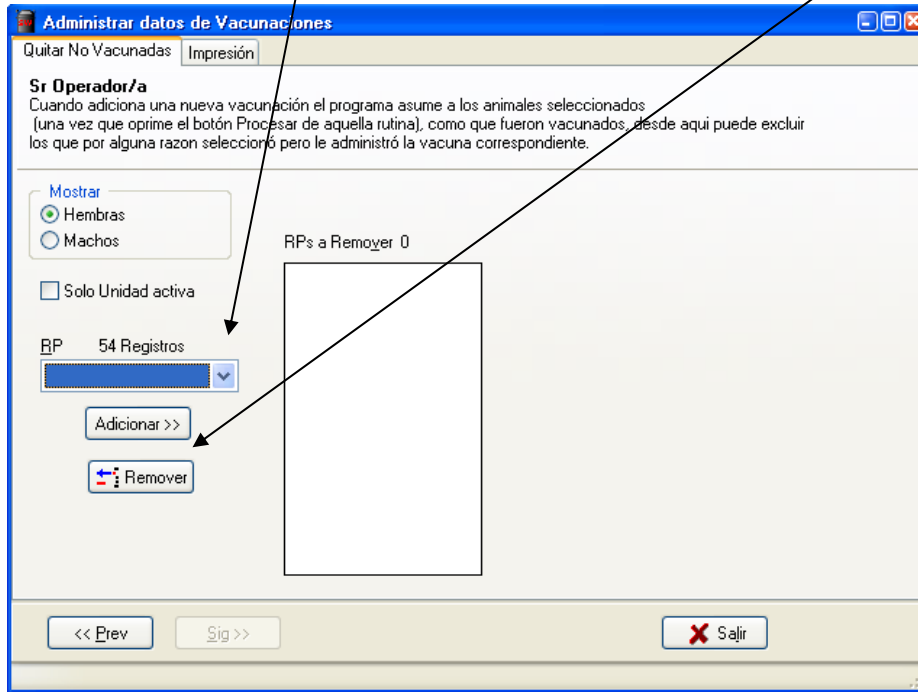 Administrar datos de Vacunaciones
Quitar No Vacunadas Impresión
Sr Operador/a
Cuando adiciona una nueva vacunación el programa asume a los animales seleccionados
(una vez que oprime el botón Procesar de aquella rutina), como que fueron vacunados, desde aqui puede excluir
los que por alguna razon seleccionó pero le administró la vacuna correspondiente.
Mostrar
Hembras
Machos
RPs a Remover 0
Solo Unidad activa
RP 54 Registros
Adicionar >>
Remover
<< Prev Sig >> Salir